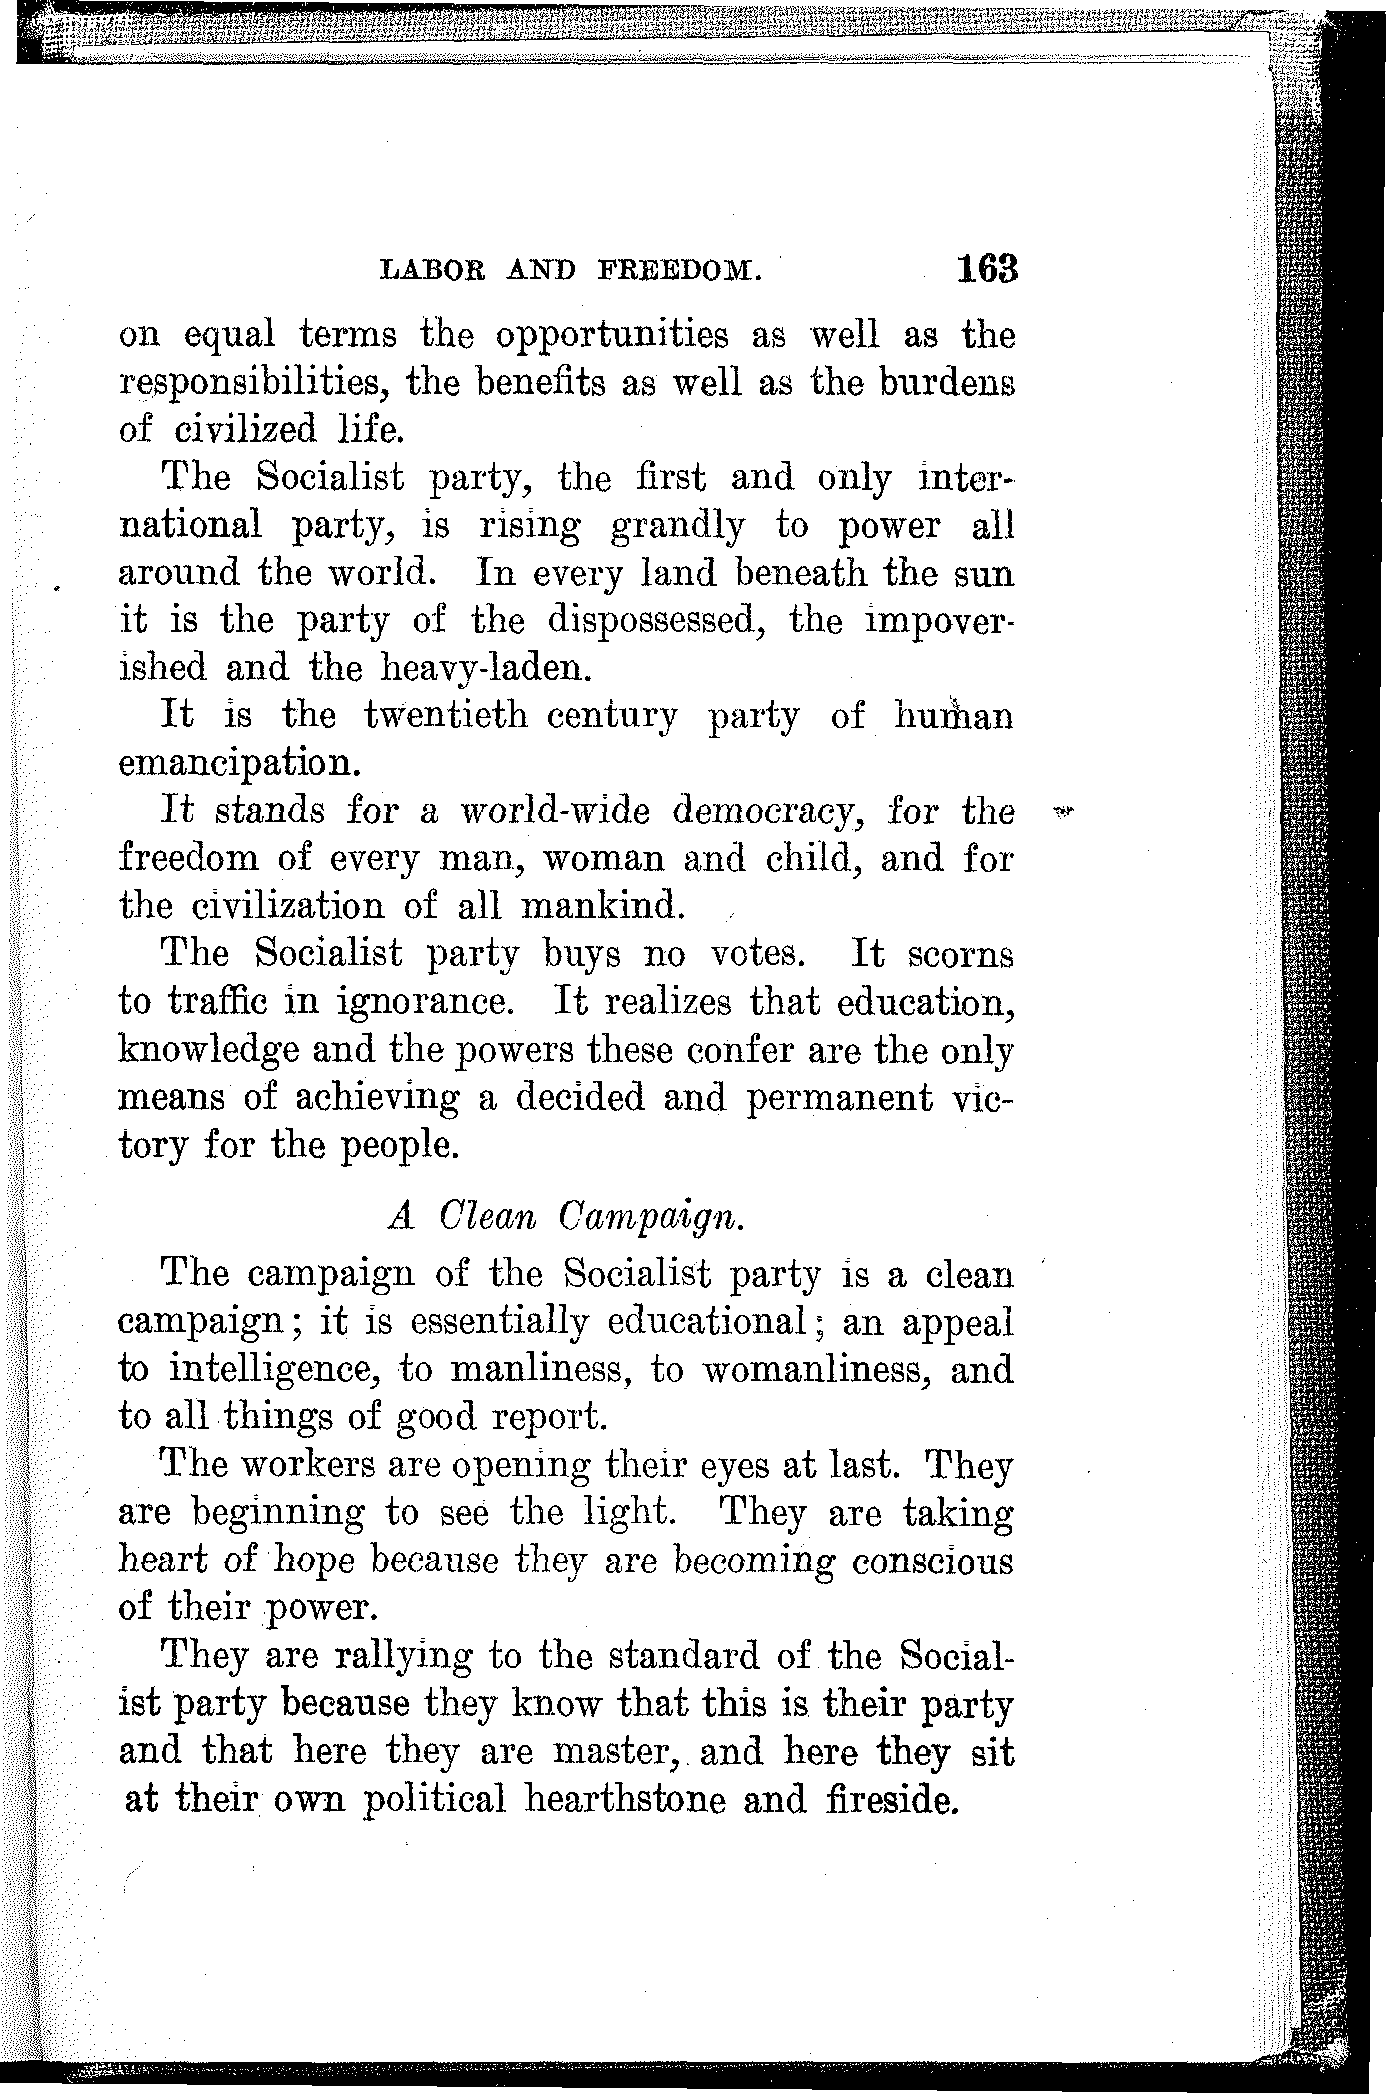 LABOR AND FREEDOM. 163
on equal terms the opportunities as well as the
responsibilities, the benefits as well as the burdens
of civilized life.
The Socialist party, the first and only inter-
national party, is rising grandly to power all
around the world. In every land beneath the sun
it is the party of the dispossessed, the impover-
ished and the heavy-laden.
It is the twentieth century party of human
emancipation.
It stands for a world-wide democracy, for the
freedom of every man, woman and child, and for
the civilization of all mankind.
The Socialist party buys no votes. It scorns
to traffic in ignorance. It realizes that education,
knowledge and the powers these confer are the only
means of achieving a decided and permanent vic-
tory for the people.
A Clean Campaign.
The campaign of the Socialist party is a clean
campaign; it is essentially educational; an appeal
to intelligence, to manliness, to womanliness, and
to all things of good report.
The workers are opening their eyes at last. They
are beginning to see the light. They are taking
heart of hope because they are becoming conscious
of their power.
They are rallying to the standard of the Social-
ist party because they know that this is their party
and that here they are master, and here they sit
at their own political hearthstone and fireside.